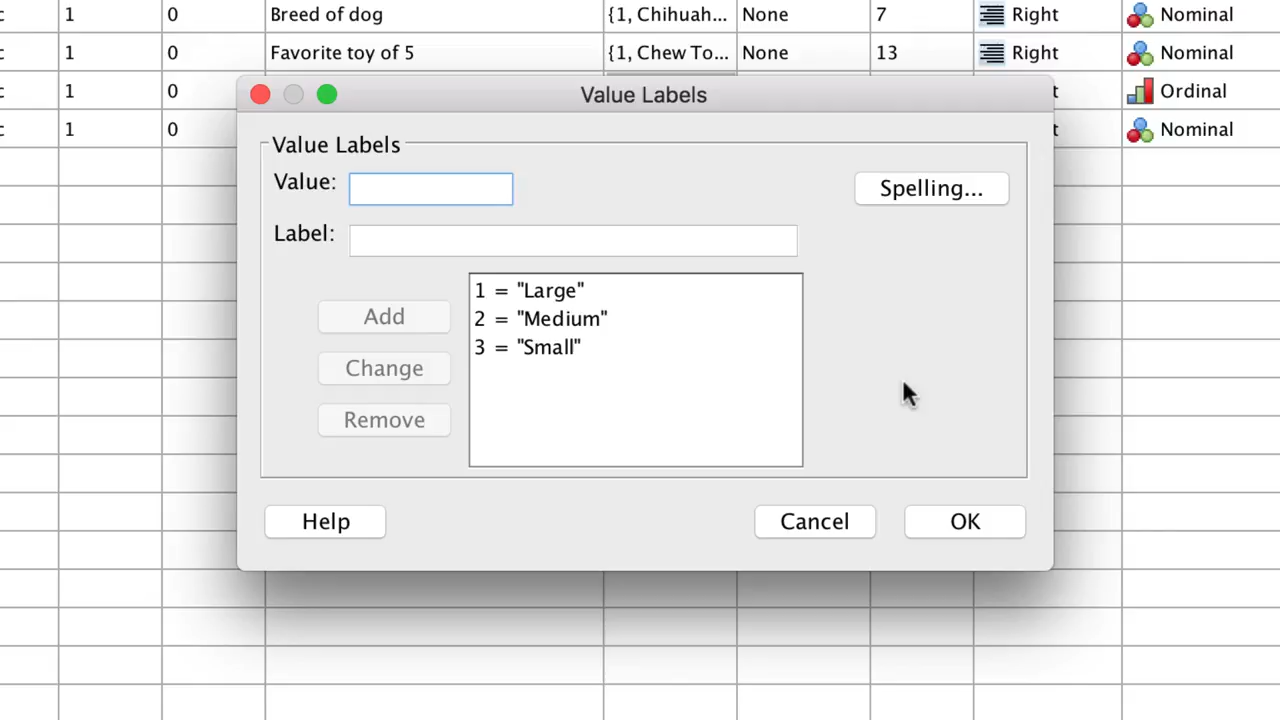 c 1 0 Breed of dog {1, Chihuah... None 7 Right Nominal
c 1 0 Favorite toy of 5 {1, Chew To... None 13 Right Nominal
c 1 0 Ordinal
c 1 0 Nominal
Value Labels
Value Labels
Value:
Spelling...
Label:
1 = "Large"
Add
2 = "Medium"
3 = "Small"
Change
Remove
Help Cancel OK